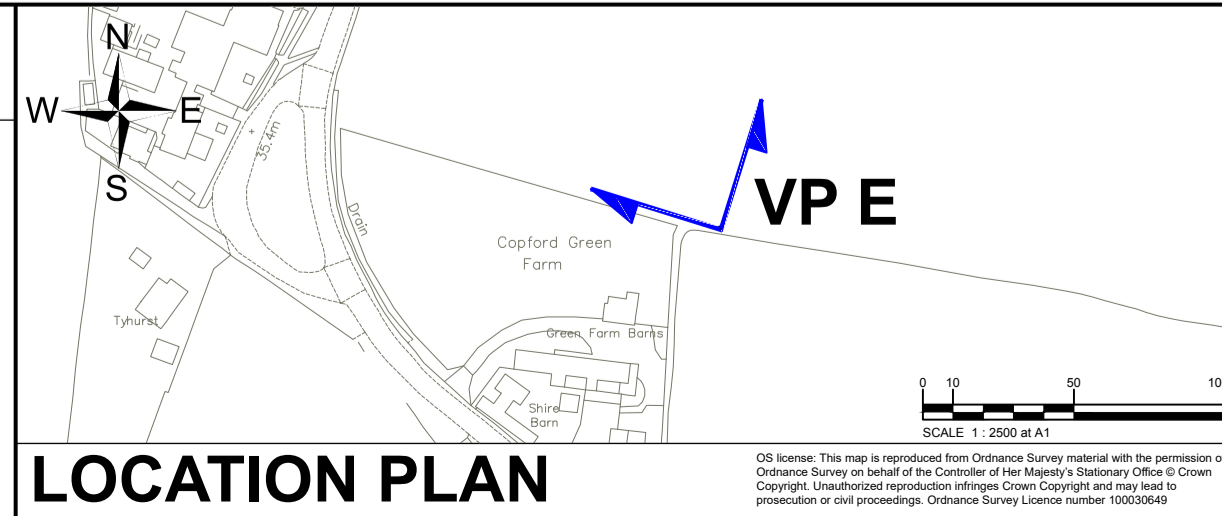 N
W
E
S
35.4m
Drain
VP E
Copford Green
Farm
Tyhurst
Green Farm Barns
Shire
Barn
0 10 50 10
SCALE 1 : 2500 at A1
LOCATION PLAN
OS license: This map is reproduced from Ordnance Survey material with the permission o
Ordnance Survey on behalf of the Controller of Her Majesty's Stationary Office © Crown
Copyright. Unauthorized reproduction infringes Crown Copyright and may lead to
prosecution or civil proceedings. Ordnance Survey Licence number 100030649